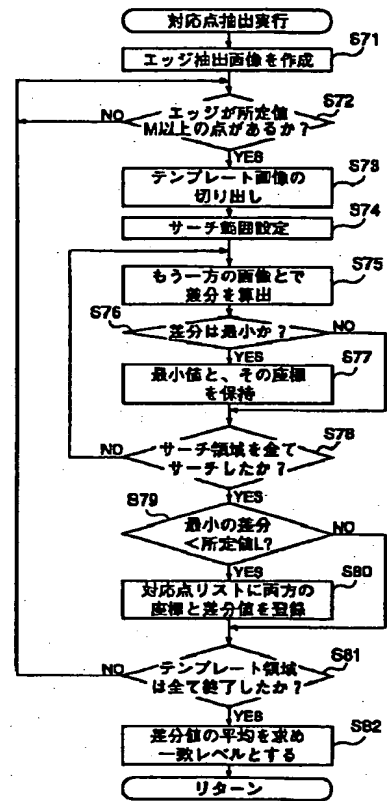 対応点抽出実行
S71
エッジ抽出画像を作成
S72
NO
エッジが所定値
M以上の点があるか？
YES
S73
テンプレート画像の
切り出し
S74
サーチ範囲設定
S75
もう一方の画像とで
差分を算出
S76
差分は最小か？
NO
YES
S77
最小値と、その座標
を保持
S78
NO
サーチ領域を全て
サーチしたか？
YES
S79
最小の差分
<所定値L?
NO
YES
S80
対応点リストに両方の
座標と差分値を登録
S81
NO
テンプレート領域
は全て終了したか？
YES
S82
差分値の平均を求め
一致レベルとする
リターン